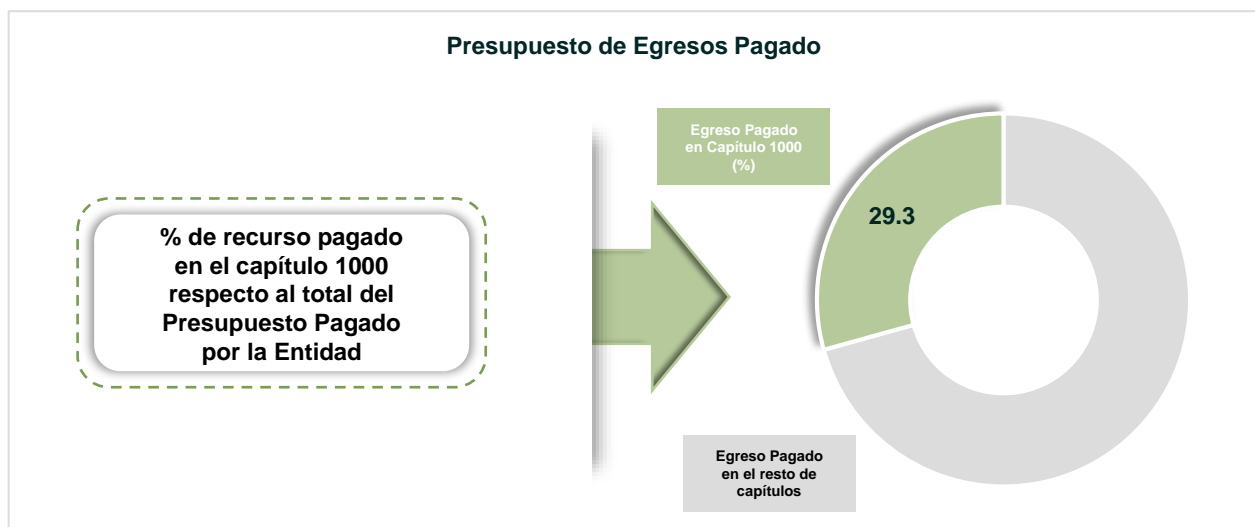 Presupuesto de Egresos Pagado
Egreso Pagado
en Capítulo 1000
(%)
29.3
% de recurso pagado
en el capítulo 1000
respecto al total del
Presupuesto Pagado
por la Entidad
Egreso Pagado
en el resto de
capítulos